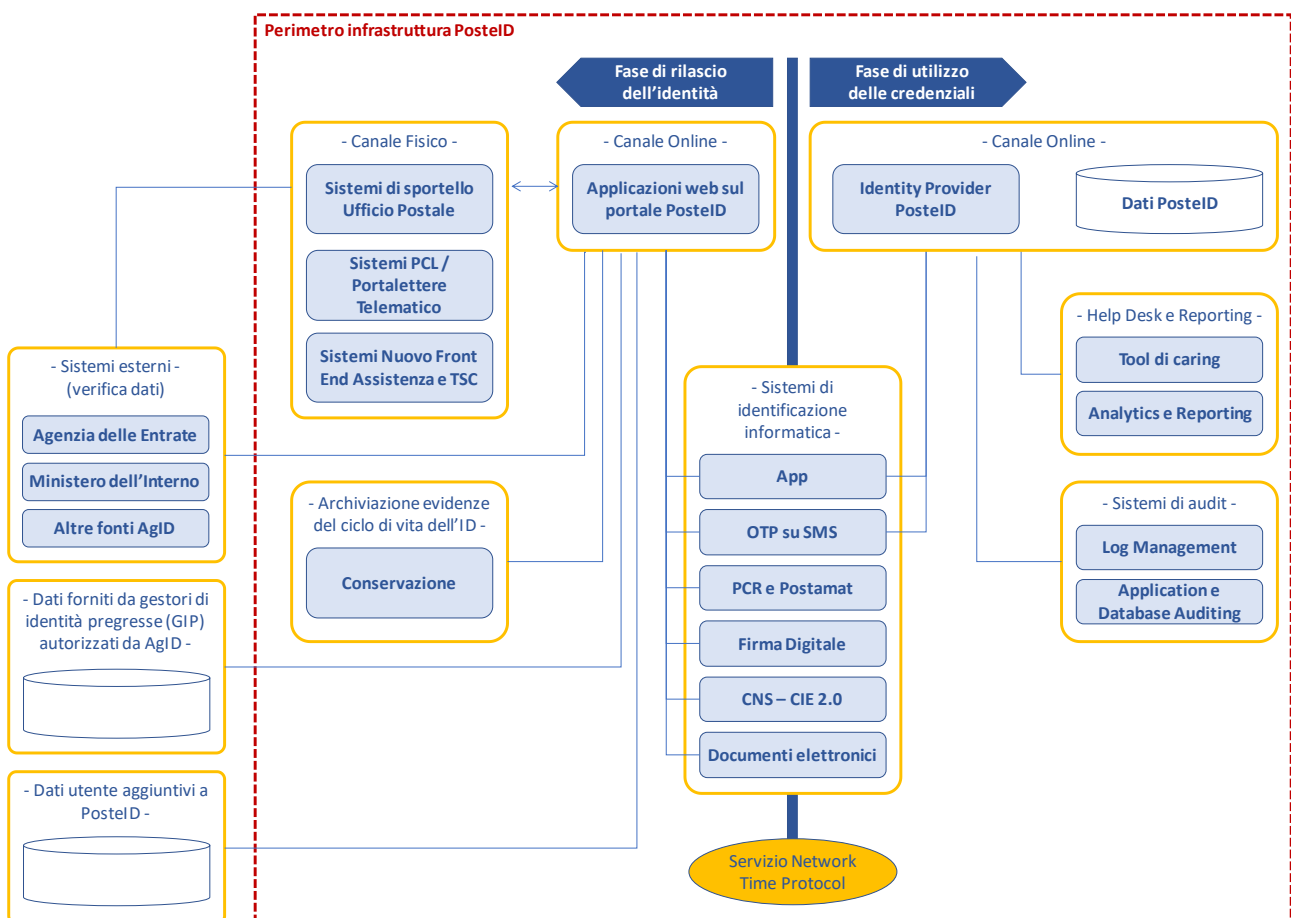 Perimetro infrastruttura PosteID
Fase di rilascio
dell'identità
Fase di utilizzo
delle credenziali
- Canale Fisico -
Sistemi di sportello
Ufficio Postale
Sistemi PCL /
Portalettere
Telematico
Sistemi Nuovo Front
End Assistenza e TSC
- Canale Online -
Applicazioni web sul
portale PosteID
- Canale Online -
Identity Provider
PosteID
Dati PosteID
- Help Desk e Reporting -
Tool di caring
Analytics e Reporting
- Sistemi esterni -
(verifica dati)
Agenzia delle Entrate
Ministero dell'Interno
Altre fonti AgID
- Sistemi di
identificazione
informatica -
App
OTP su SMS
PCR e Postamat
Firma Digitale
CNS – CIE 2.0
Documenti elettronici
- Archiviazione evidenze
del ciclo di vita dell'ID -
Conservazione
- Sistemi di audit -
Log Management
Application e
Database Auditing
- Dati forniti da gestori di
identità pregresse (GIP)
autorizzati da AgID -
- Dati utente aggiuntivi a
PosteID -
Servizio Network
Time Protocol